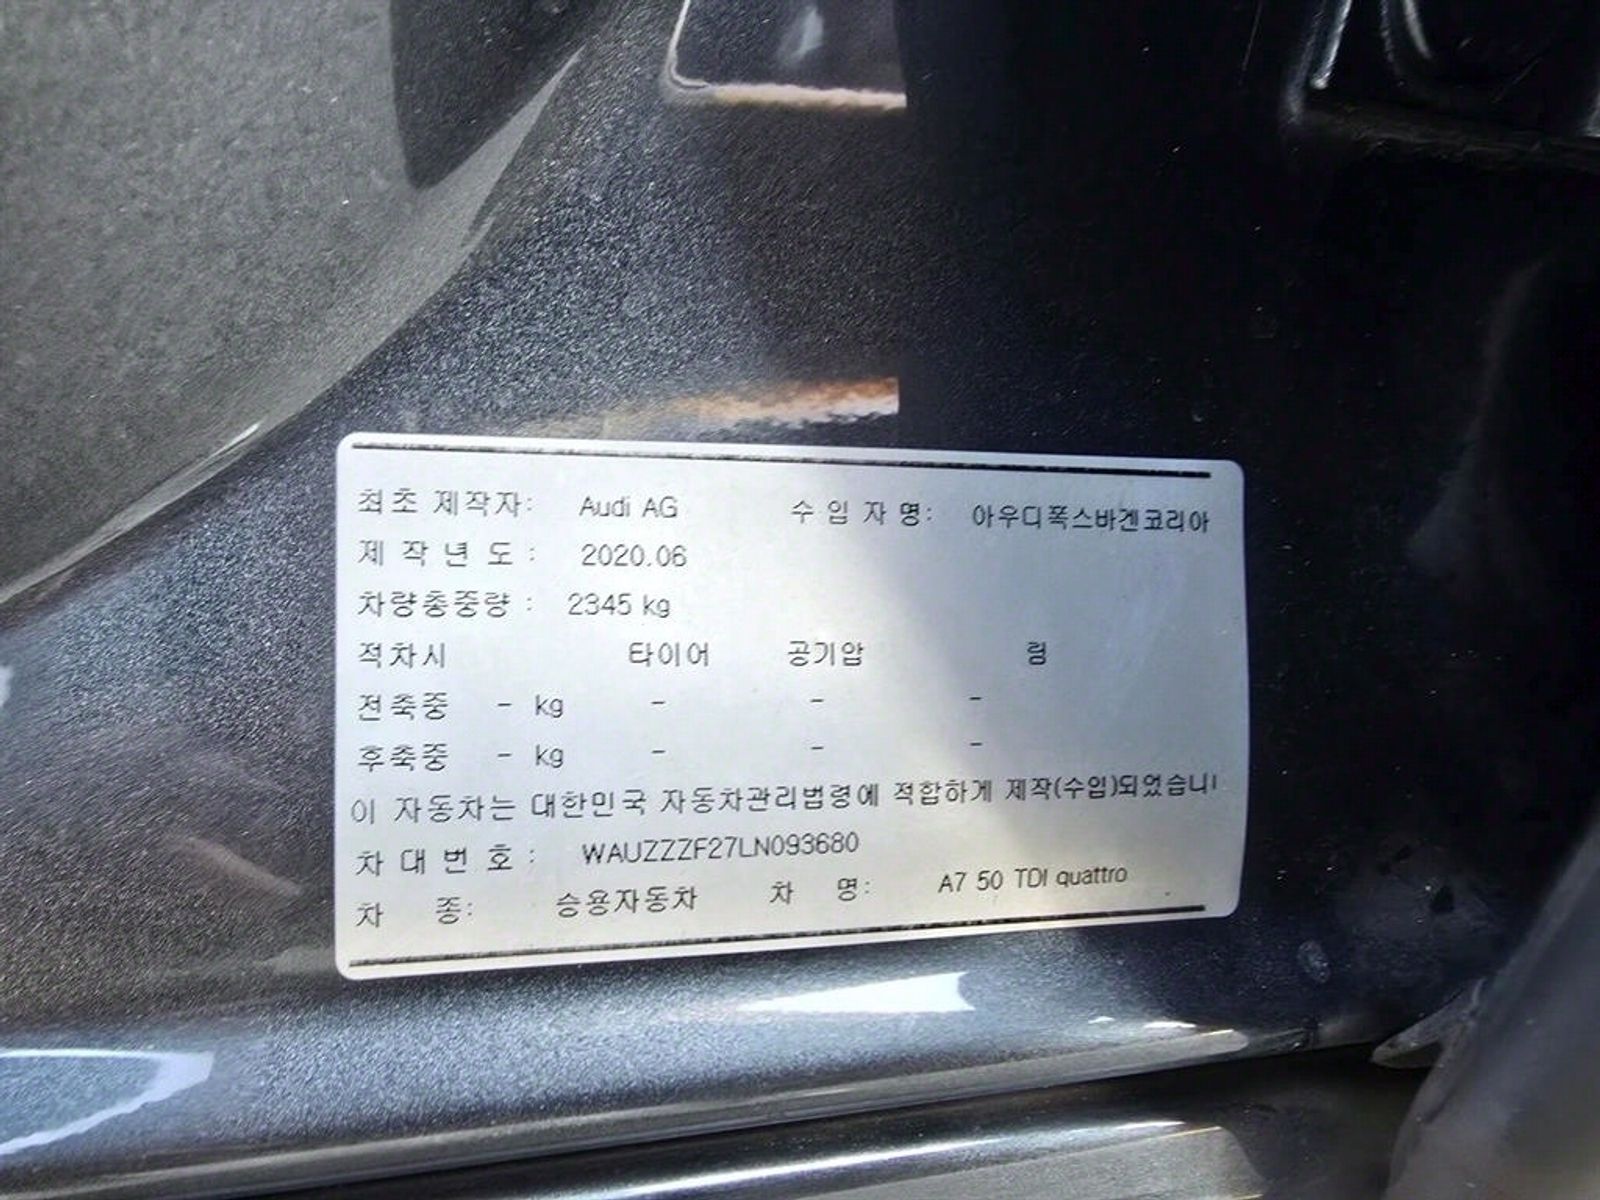 최초 제작자: Audi AG 수 입 자 명: 아우디폭스바겐코리아
제 작 년 도 : 2020.06
차량총중량 : 2345 kg
적차시 타이어 공기압 림
전축중 - kg - - -
후축중 - kg - - -
이 자동차는 대한민국 자동차관리법령에 적합하게 제작(수입)되었습니
차 대 번 호 : WAUZZZF27LN093680
차 종: 승용자동차 차 명: A7 50 TDI quattro